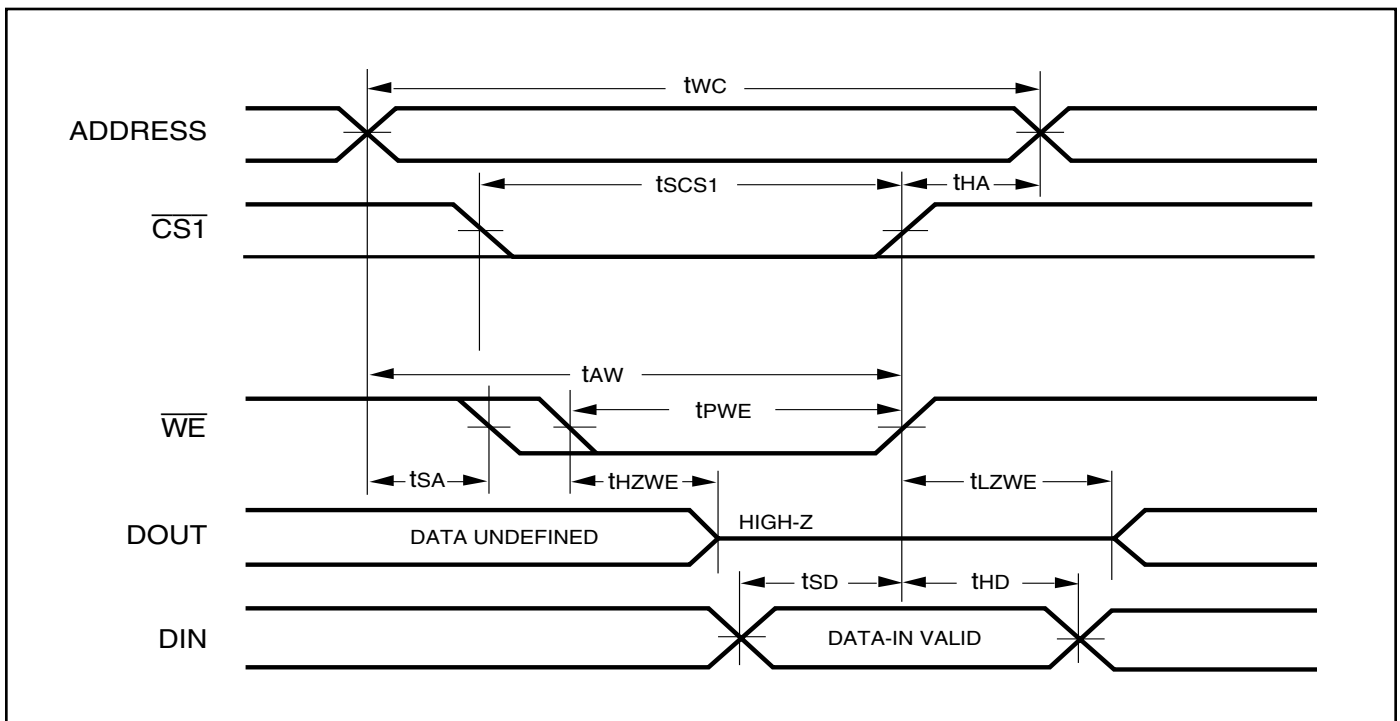 tWC
ADDRESS
tSCS1
tHA
CS1
tAW
tPWE
WE
tSA
tHZWE
tLZWE
DOUT
DATA UNDEFINED
HIGH-Z
tSD
tHD
DIN
DATA-IN VALID